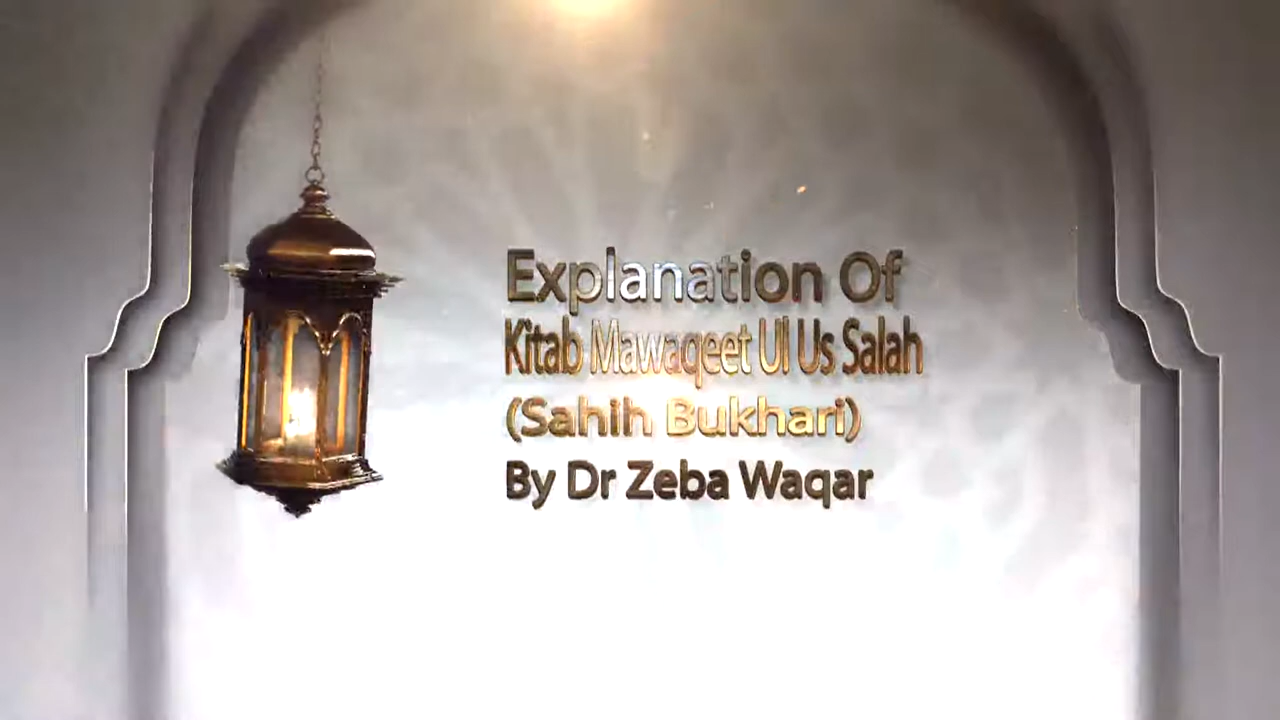 Explanation Of
Kitab Mawaqeet Ul Us Salah
(Sahih Bukhari)
By Dr Zeba Waqar